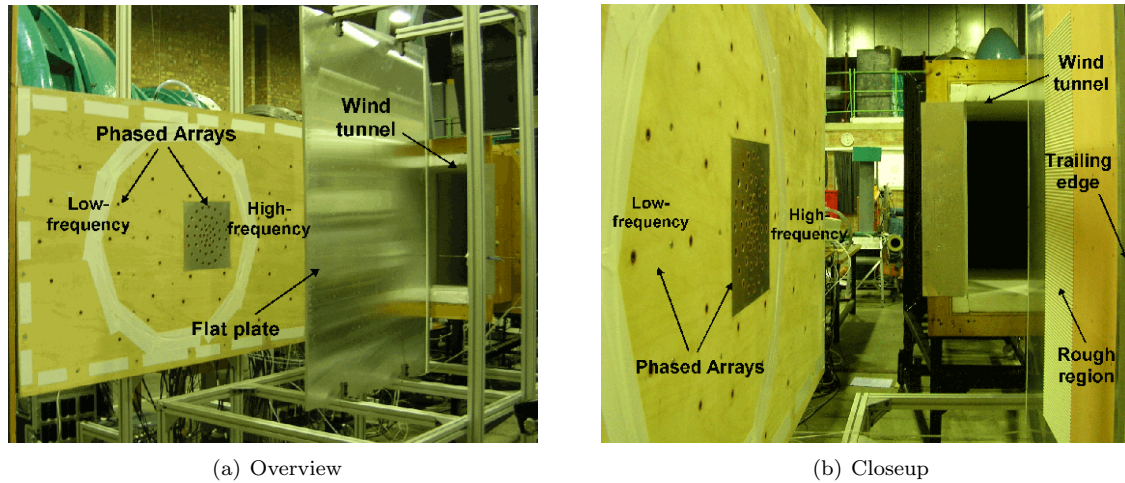 Phased Arrays
Low-
frequency
High-
frequency
Wind
tunnel
Flat plate
(a) Overview
Wind
tunnel
Trailing
edge
Low-
frequency
High-
frequency
Phased Arrays
Rough
region
(b) Closeup